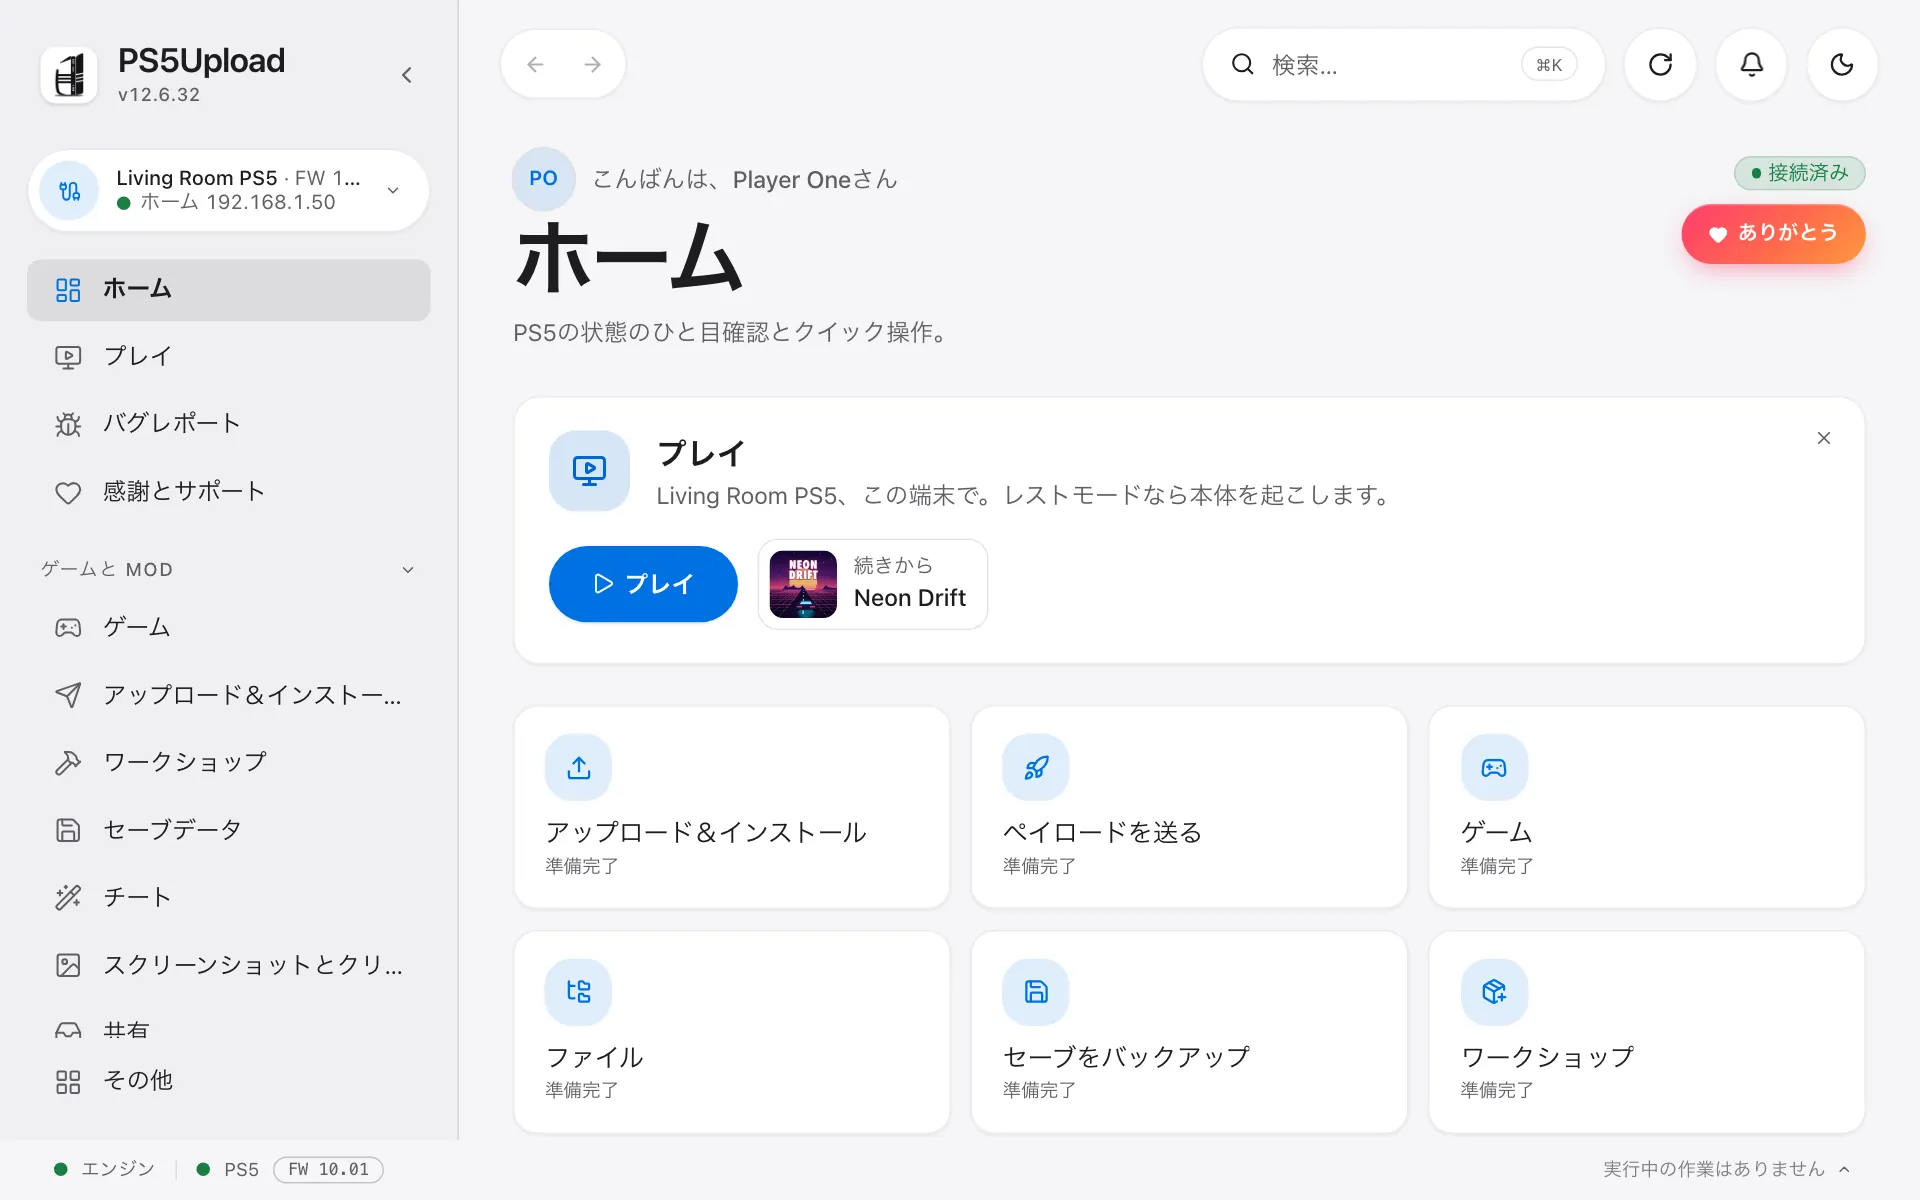 PS5Upload
v12.6.32
Living Room PS5 · FW 1...
ホーム 192.168.1.50
ホーム
プレイ
バグレポート
感謝とサポート
ゲームと MOD
ゲーム
アップロード＆インストー...
ワークショップ
セーブデータ
チート
スクリーンショットとクリ...
共有
その他
検索...
⌘K
PO
こんばんは、Player Oneさん
ホーム
PS5の状態のひと目確認とクイック操作。
接続済み
ありがとう
プレイ
Living Room PS5、この端末で。レストモードなら本体を起こします。
プレイ
NEON DRIFT
続きから
Neon Drift
アップロード＆インストール
準備完了
ペイロードを送る
準備完了
ゲーム
準備完了
ファイル
準備完了
セーブをバックアップ
準備完了
ワークショップ
準備完了
エンジン
PS5
FW 10.01
実行中の作業はありません